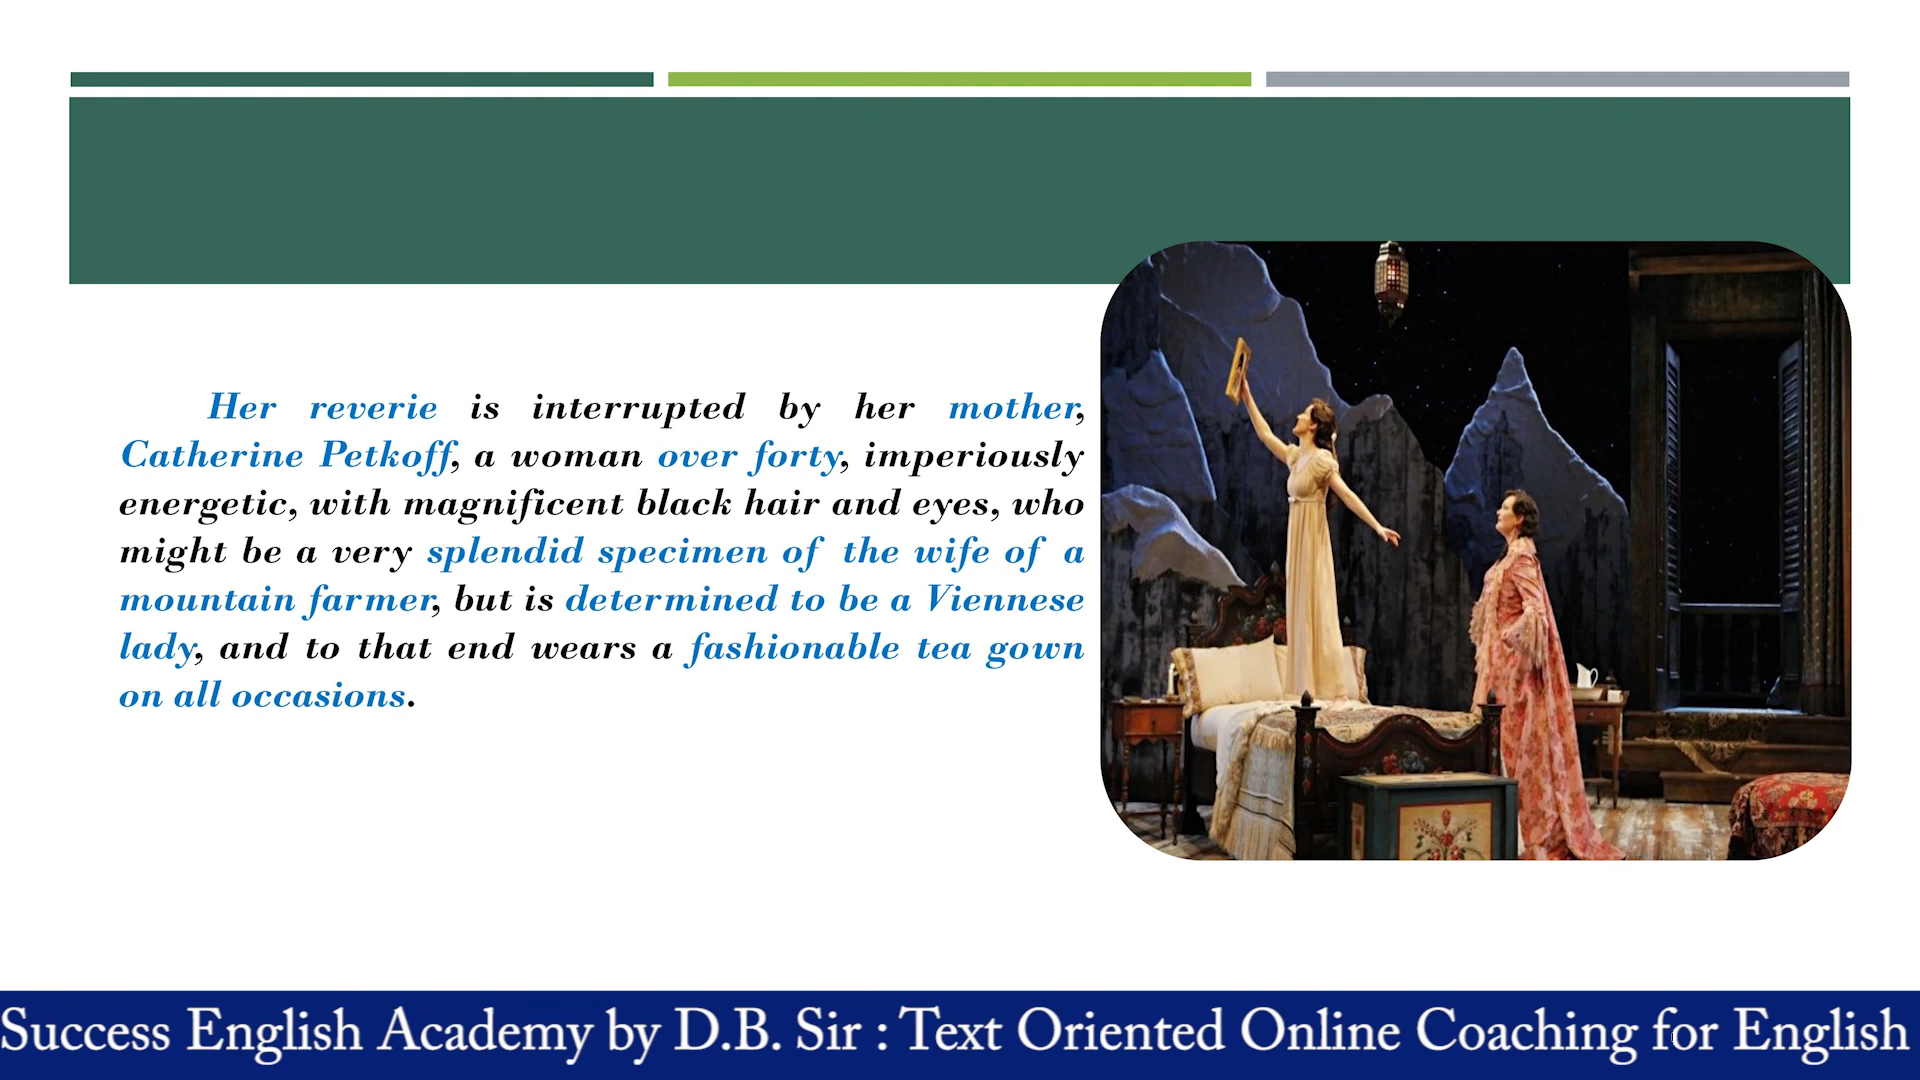 Her reverie is interrupted by her mother,
Catherine Petkoff, a woman over forty, imperiously
energetic, with magnificent black hair and eyes, who
might be a very splendid specimen of the wife of a
mountain farmer, but is determined to be a Viennese
lady, and to that end wears a fashionable tea gown
on all occasions.
Success English Academy by D.B. Sir : Text Oriented Online Coaching for English